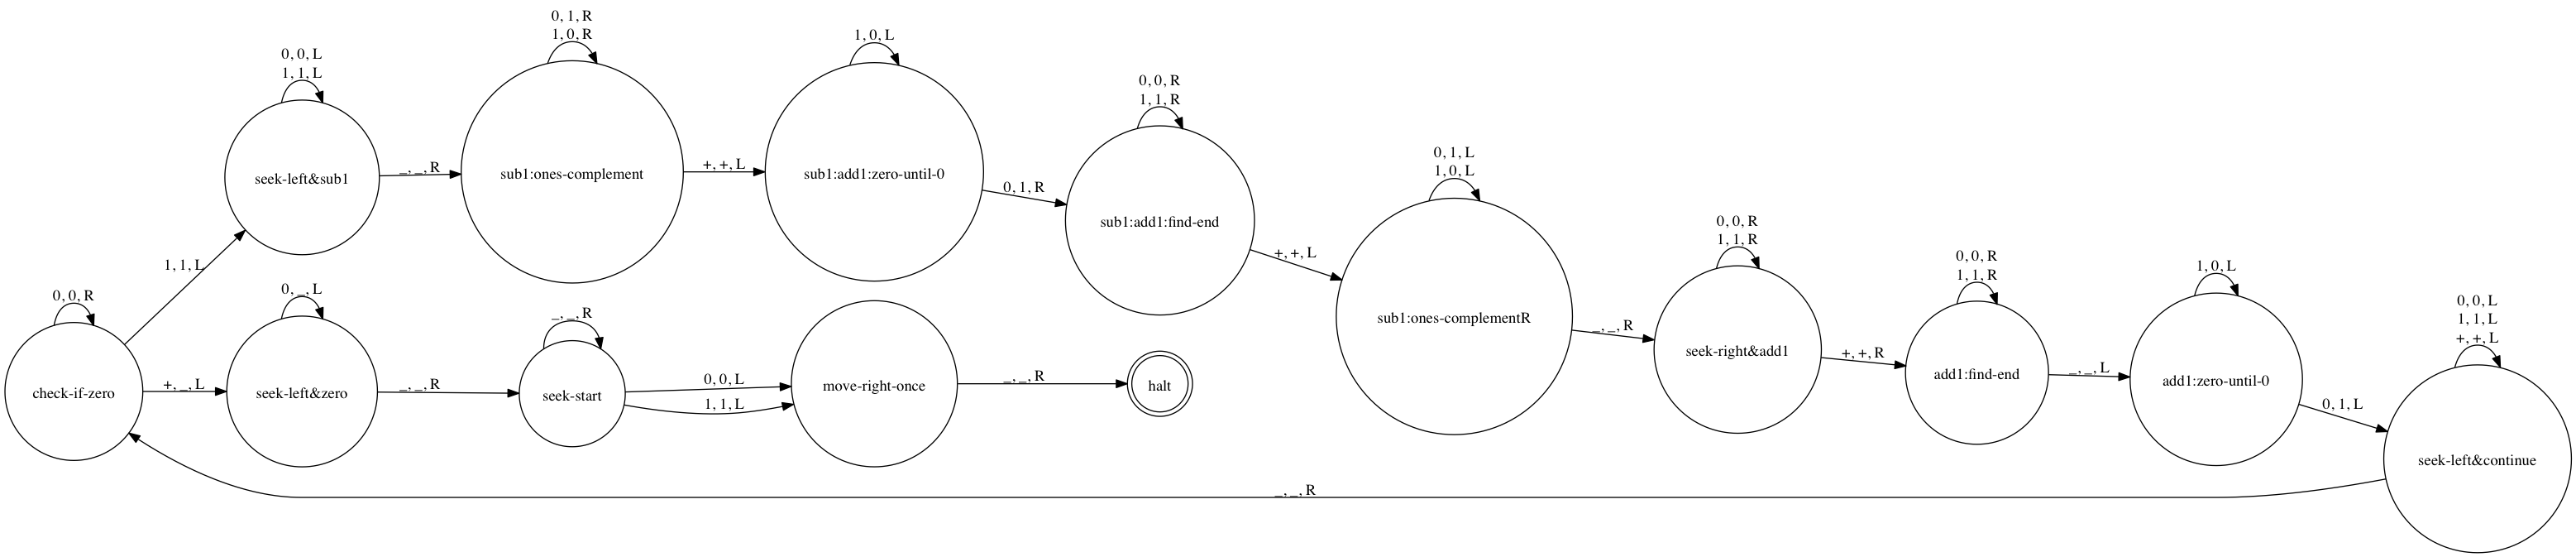 0, 1, R
1, 0, R
1, 0, L
0, 0, L
1, 1, L
0, 0, R
1, 1, R
0, 1, L
1, 0, L
seek-left&sub1
_, _, R
sub1:ones-complement
+, +, L
sub1:add1:zero-until-0
0, 1, R
sub1:add1:find-end
+, +, L
0, 0, R
1, 1, R
0, 0, R
1, 1, R
1, 0, L
0, 0, L
1, 1, L
+, +, L
1, 1, L
0, 0, R
0, _, L
_, _, R
sub1:ones-complementR
_, _, R
seek-right&add1
+, +, R
add1:find-end
_, _, L
add1:zero-until-0
0, 1, L
seek-left&continue
check-if-zero
+, _, L
seek-left&zero
_, _, R
seek-start
0, 0, L
1, 1, L
move-right-once
_, _, R
halt
_, _, R